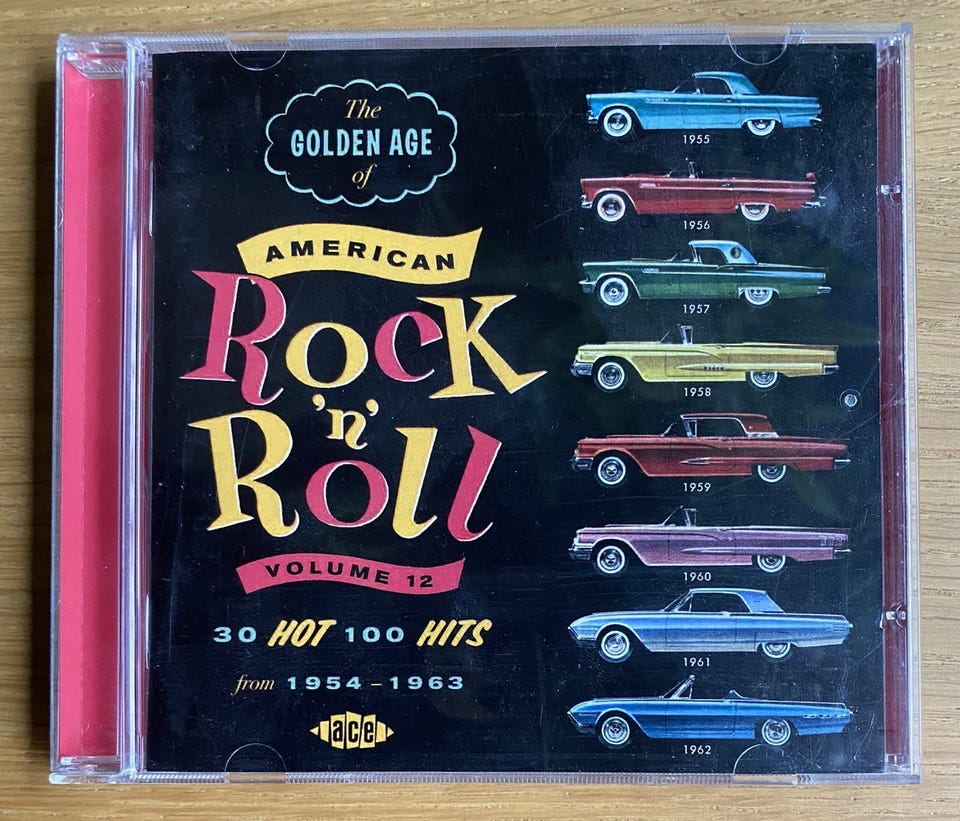 The
GOLDEN AGE
of
AMERICAN
Rock
'n'
Roll
VOLUME 12
30 HOT 100 HITS
from 1954-1963
ace
1955
1956
1957
1958
1959
1960
1961
1962